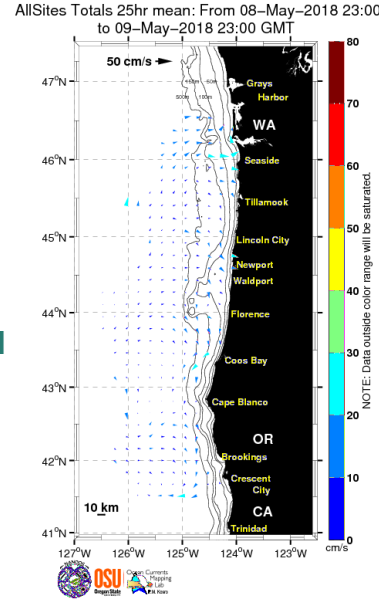 AllSites Totals 25hr mean: From 08-May-2018 23:00
to 09-May-2018 23:00 GMT
50 cm/s
47°N
46°N
45°N
44°N
43°N
42°N
41°N
127°W 126°W 125°W 124°W 123°W
Grays
Harbor
WA
Seaside
Tillamook
Lincoln City
Newport
Waldport
Florence
Coos Bay
Cape Blanco
OR
Brookings
Crescent
City
CA
Trinidad
10 km
80
70
60
50
40
30
20
10
0
cm/s
NOTE: Data outside color range will be saturated.
OSU
Oregon State
Ocean Currents
Mapping
Lab